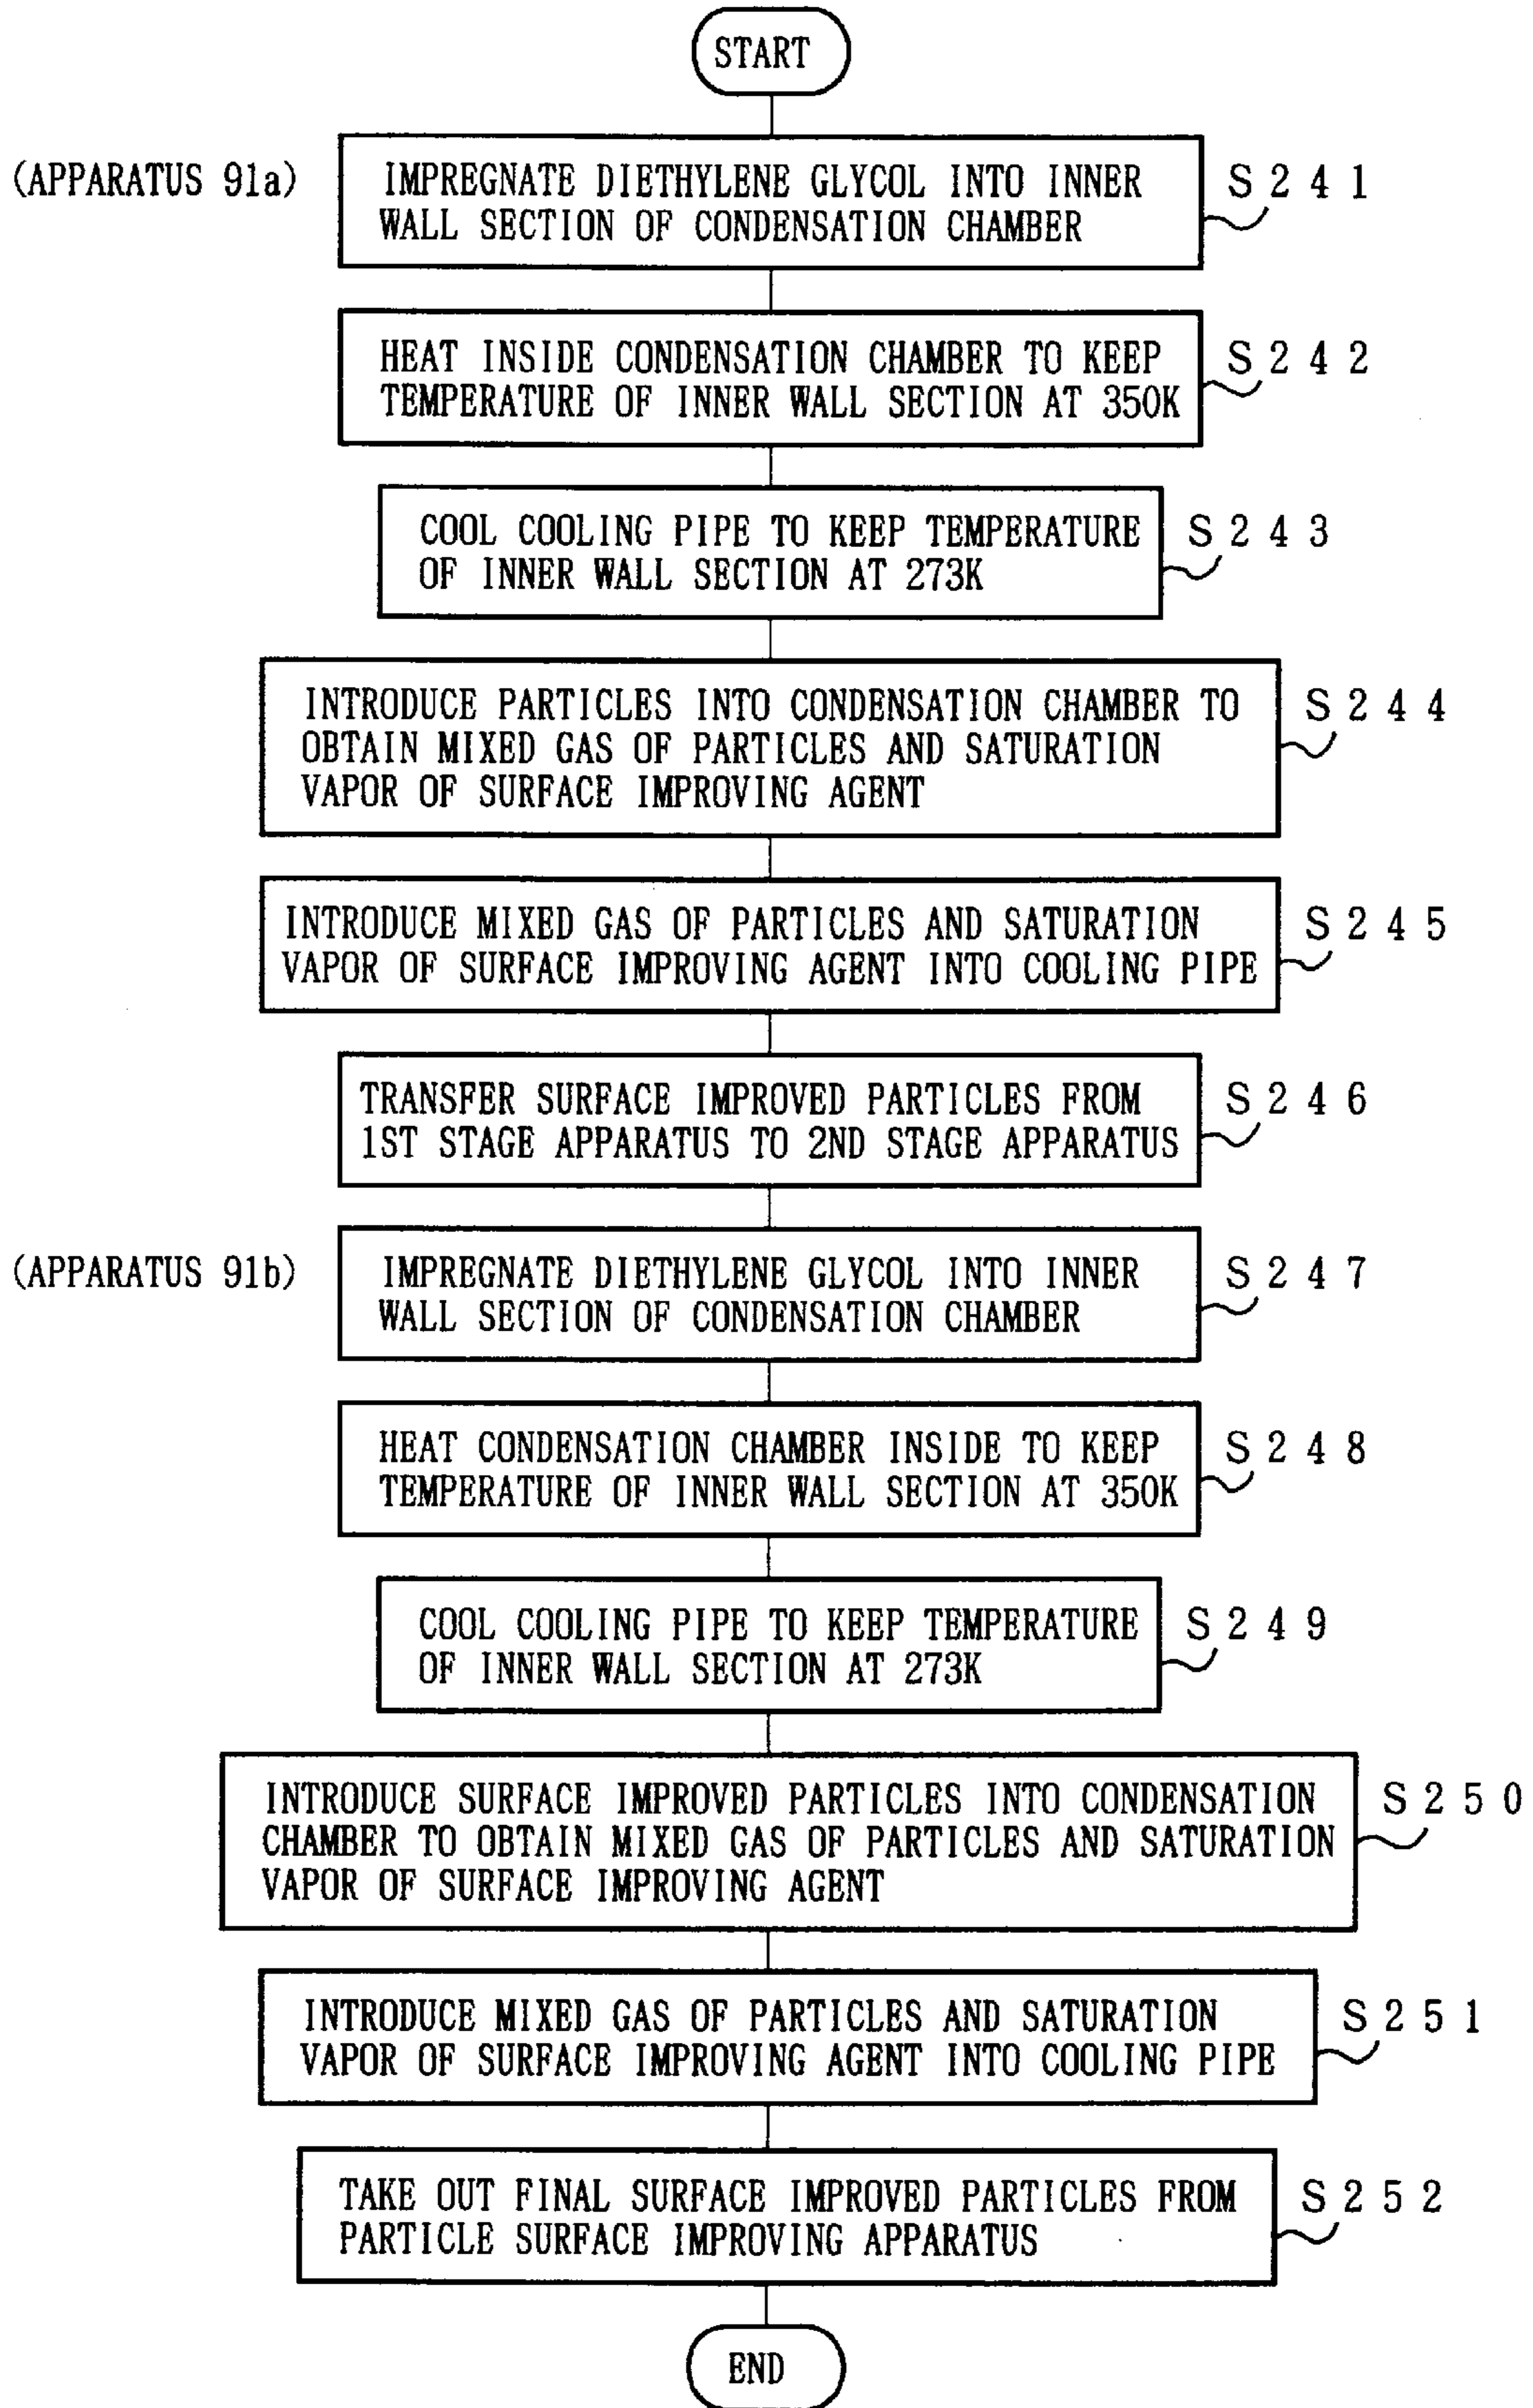 START
(APPARATUS 91a)
IMPREGNATE DIETHYLENE GLYCOL INTO INNER
WALL SECTION OF CONDENSATION CHAMBER
S241
HEAT INSIDE CONDENSATION CHAMBER TO KEEP
TEMPERATURE OF INNER WALL SECTION AT 350K
S242
COOL COOLING PIPE TO KEEP TEMPERATURE
OF INNER WALL SECTION AT 273K
S243
INTRODUCE PARTICLES INTO CONDENSATION CHAMBER TO
OBTAIN MIXED GAS OF PARTICLES AND SATURATION
VAPOR OF SURFACE IMPROVING AGENT
S244
INTRODUCE MIXED GAS OF PARTICLES AND SATURATION
VAPOR OF SURFACE IMPROVING AGENT INTO COOLING PIPE
S245
TRANSFER SURFACE IMPROVED PARTICLES FROM
1ST STAGE APPARATUS TO 2ND STAGE APPARATUS
S246
(APPARATUS 91b)
IMPREGNATE DIETHYLENE GLYCOL INTO INNER
WALL SECTION OF CONDENSATION CHAMBER
S247
HEAT CONDENSATION CHAMBER INSIDE TO KEEP
TEMPERATURE OF INNER WALL SECTION AT 350K
S248
COOL COOLING PIPE TO KEEP TEMPERATURE
OF INNER WALL SECTION AT 273K
S249
INTRODUCE SURFACE IMPROVED PARTICLES INTO CONDENSATION
CHAMBER TO OBTAIN MIXED GAS OF PARTICLES AND SATURATION
VAPOR OF SURFACE IMPROVING AGENT
S250
INTRODUCE MIXED GAS OF PARTICLES AND SATURATION
VAPOR OF SURFACE IMPROVING AGENT INTO COOLING PIPE
S251
TAKE OUT FINAL SURFACE IMPROVED PARTICLES FROM
PARTICLE SURFACE IMPROVING APPARATUS
S252
END